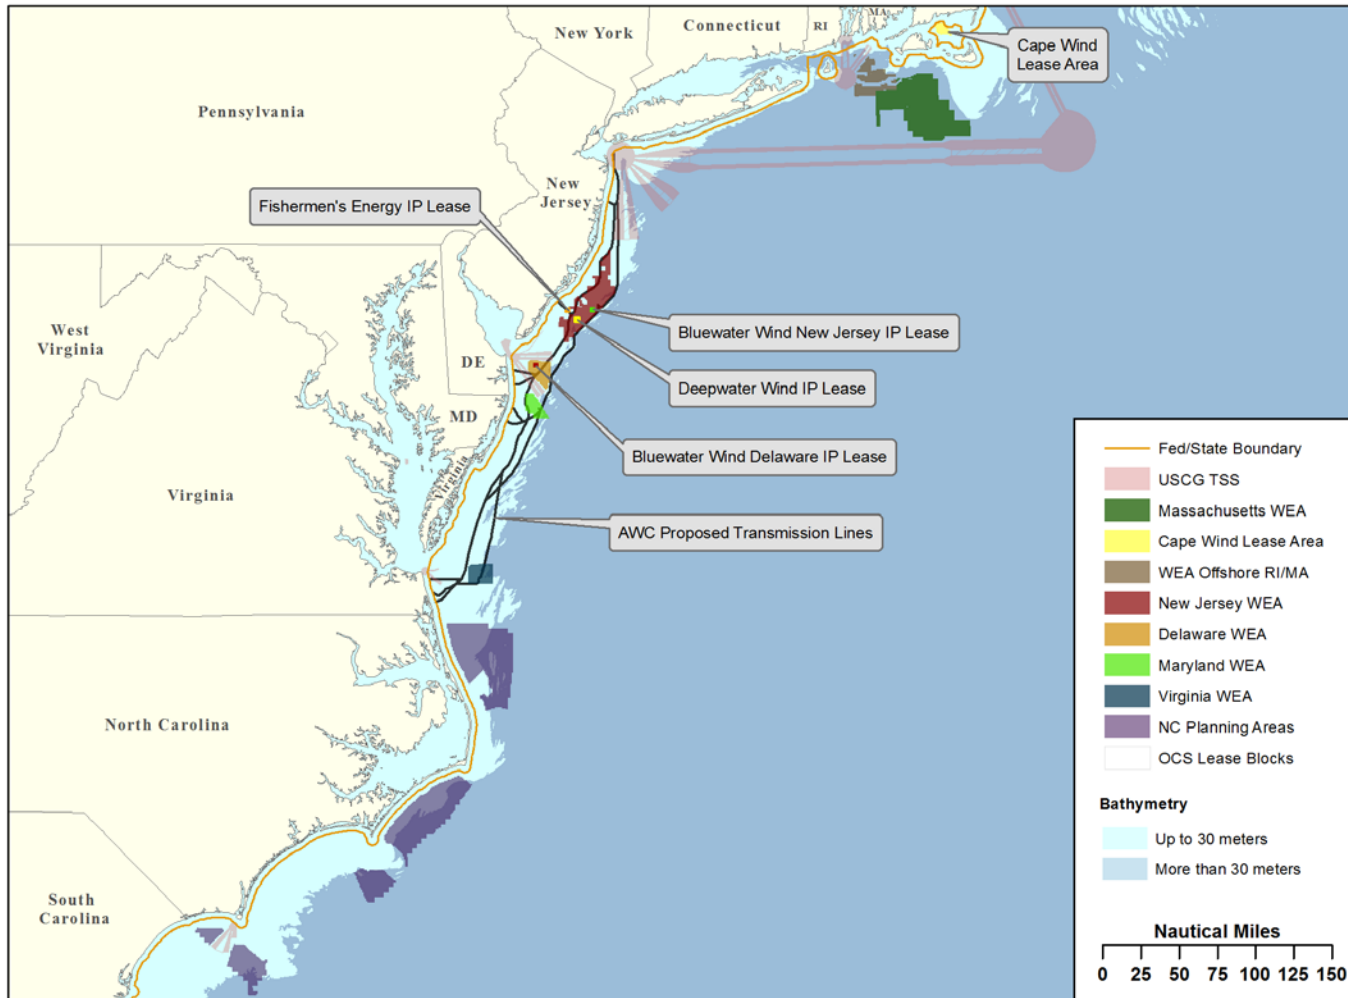 Connecticut
RI
MA
New York
Cape Wind
Lease Area
Pennsylvania
New
Jersey
Fishermen's Energy IP Lease
West
Virginia
Bluewater Wind New Jersey IP Lease
DE
Deepwater Wind IP Lease
MD
Bluewater Wind Delaware IP Lease
Virginia
Virginia
AWC Proposed Transmission Lines
North Carolina
South
Carolina
Fed/State Boundary
USCG TSS
Massachusetts WEA
Cape Wind Lease Area
WEA Offshore RI/MA
New Jersey WEA
Delaware WEA
Maryland WEA
Virginia WEA
NC Planning Areas
OCS Lease Blocks
Bathymetry
Up to 30 meters
More than 30 meters
Nautical Miles
0 25 50 75 100 125 150